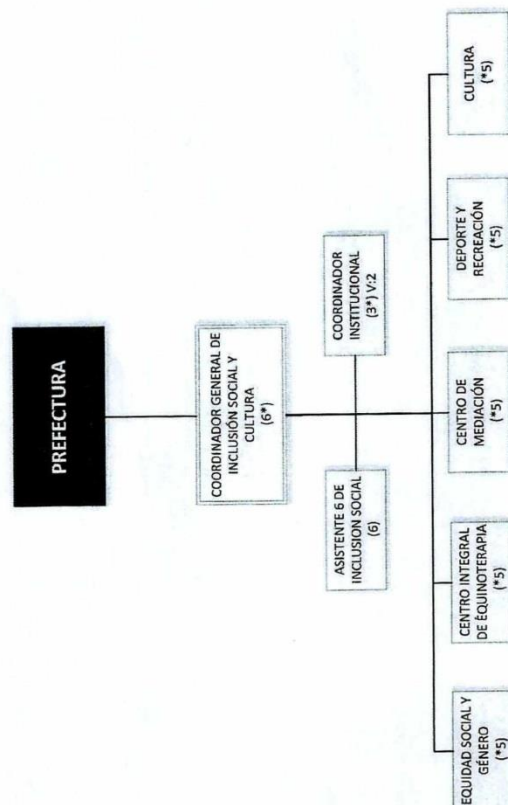 PREFECTURA
COORDINADOR GENERAL DE
INCLUSIÓN SOCIAL Y
CULTURA
(6*)
ASISTENTE 6 DE
INCLUSION SOCIAL
(6)
COORDINADOR
INSTITUCIONAL
(3*) V:2
EQUIDAD SOCIAL Y
GÉNERO
(*5)
CENTRO INTEGRAL
DE EQUINOTERAPIA
(*5)
CENTRO DE
MEDIACIÓN
(*5)
DEPORTE Y
RECREACIÓN
(*5)
CULTURA
(*5)